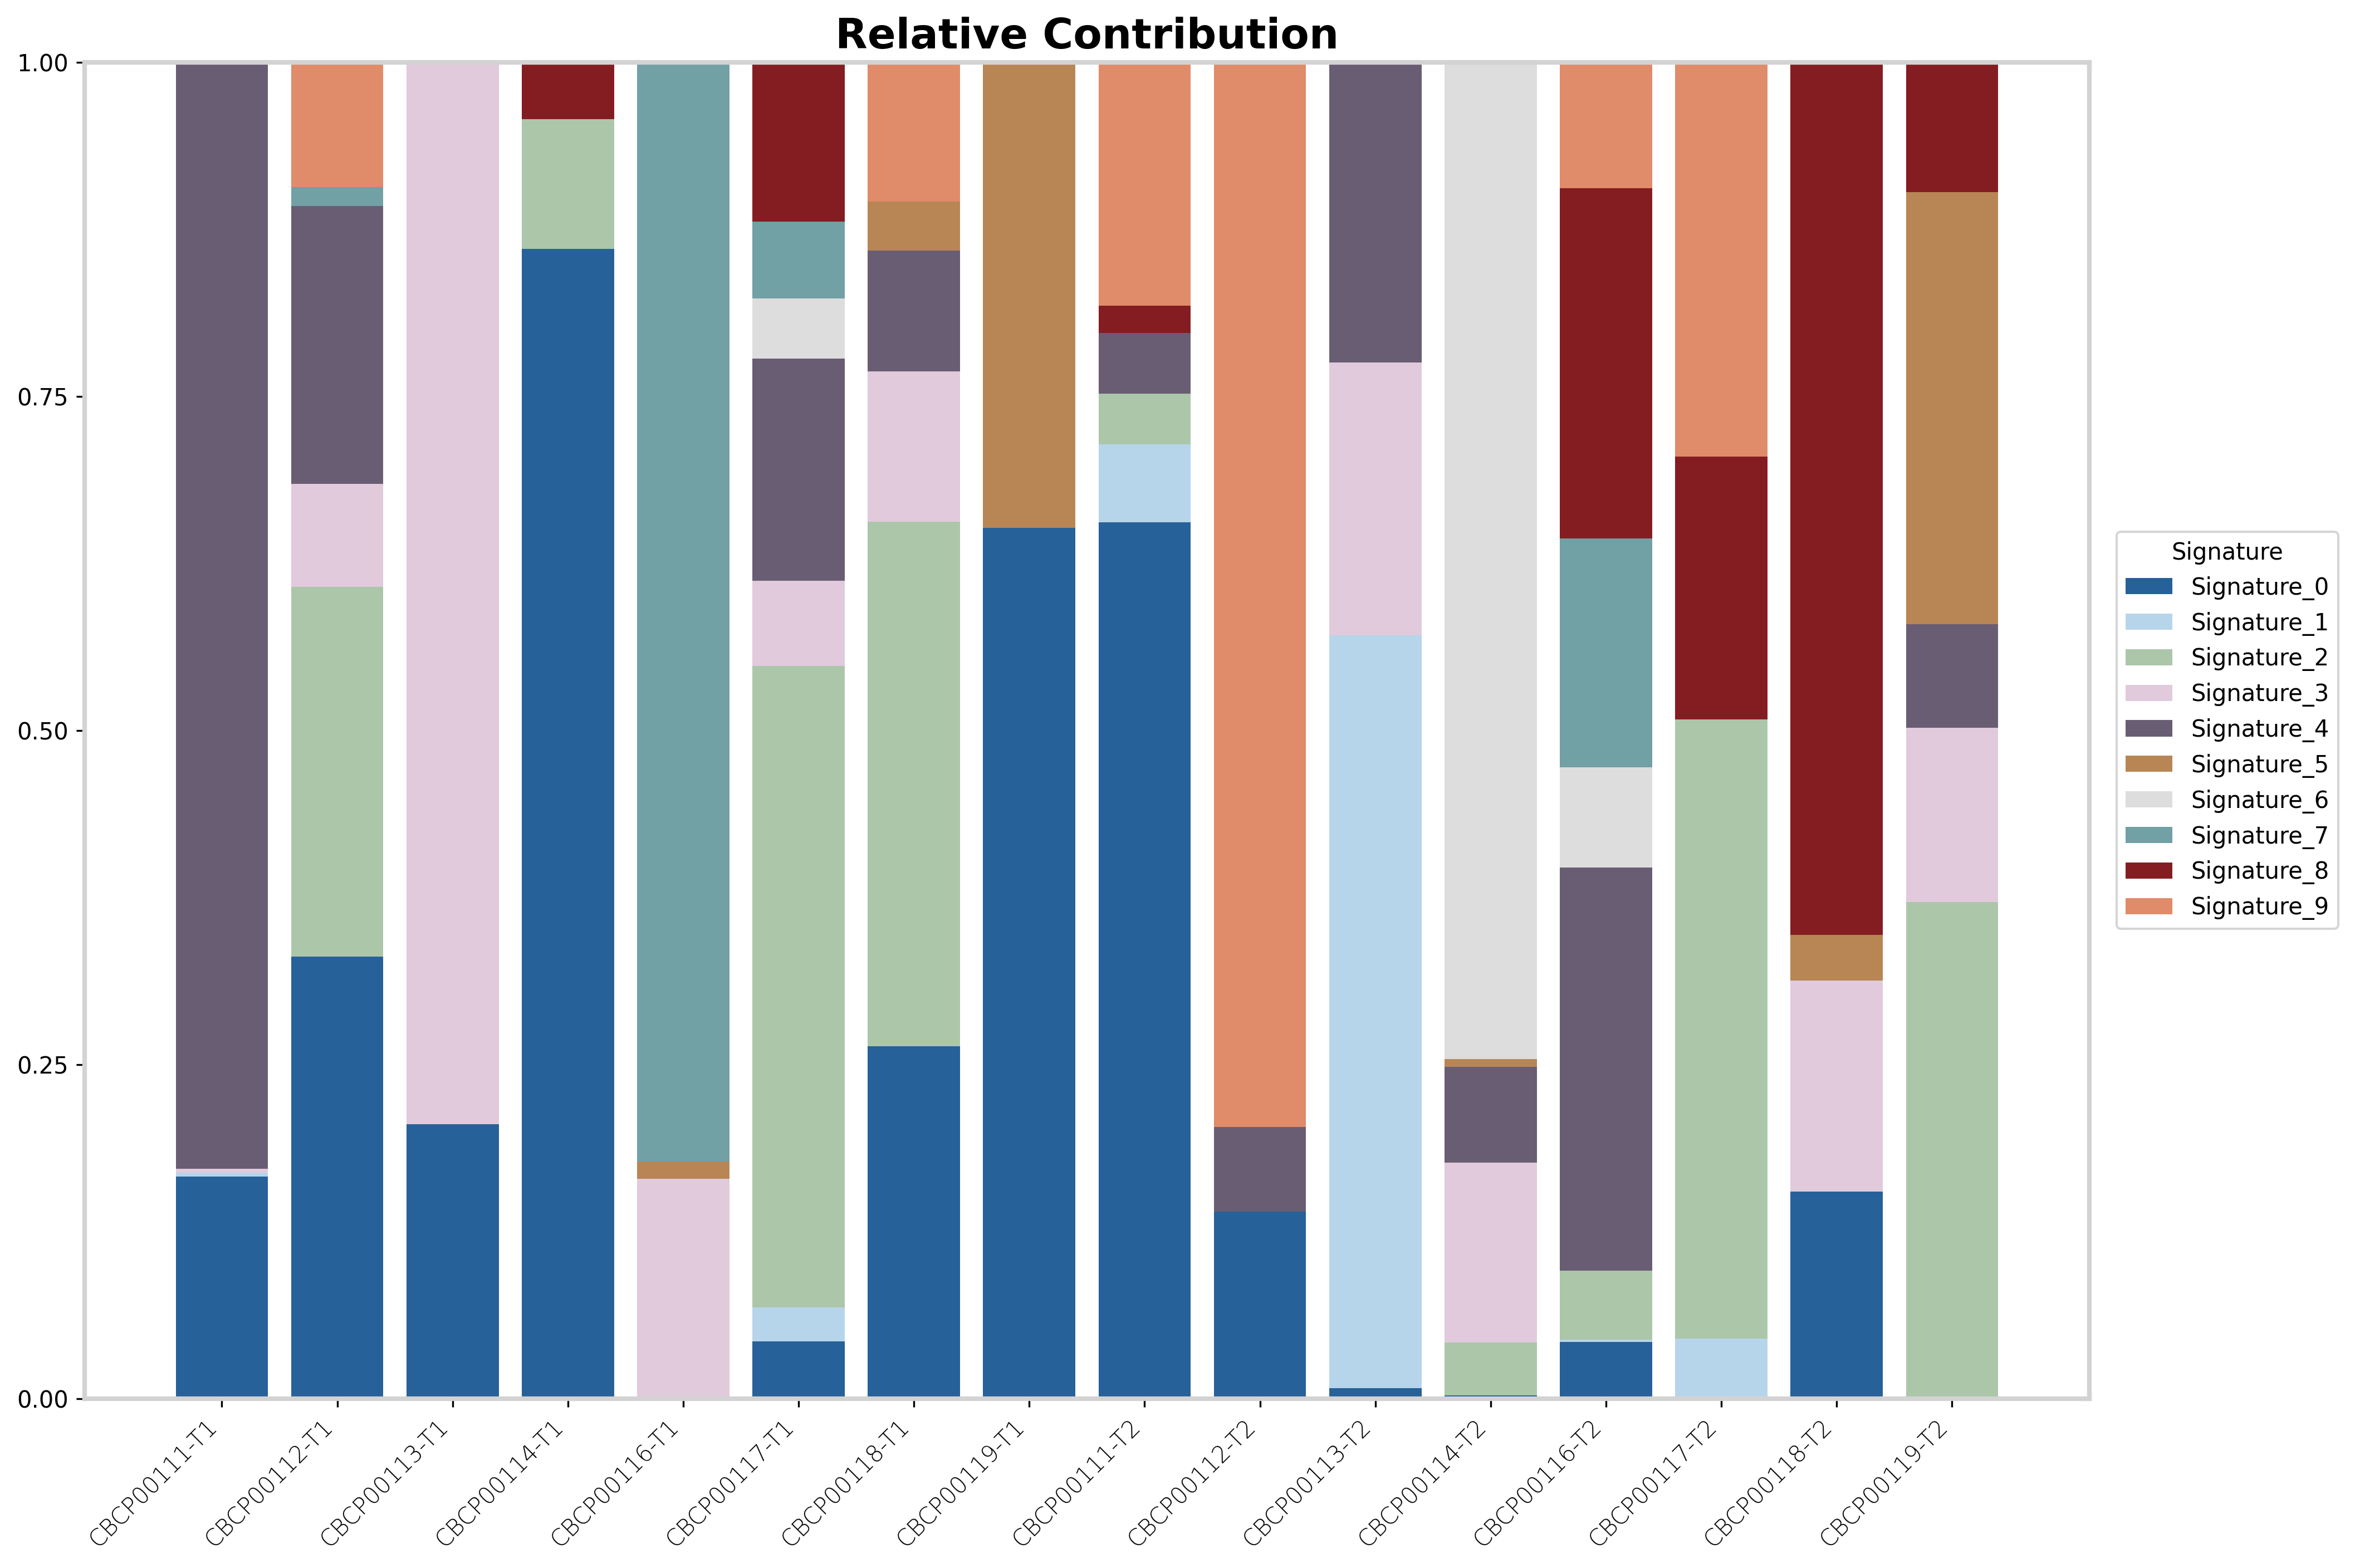 Relative Contribution
1.00
0.75
0.50
0.25
0.00
CBCP00111-T1
CBCP00112-T1
CBCP00113-T1
CBCP00114-T1
CBCP00116-T1
CBCP00117-T1
CBCP00118-T1
CBCP00119-T1
CBCP00111-T2
CBCP00112-T2
CBCP00113-T2
CBCP00114-T2
CBCP00116-T2
CBCP00117-T2
CBCP00118-T2
CBCP00119-T2
Signature
Signature_0
Signature_1
Signature_2
Signature_3
Signature_4
Signature_5
Signature_6
Signature_7
Signature_8
Signature_9